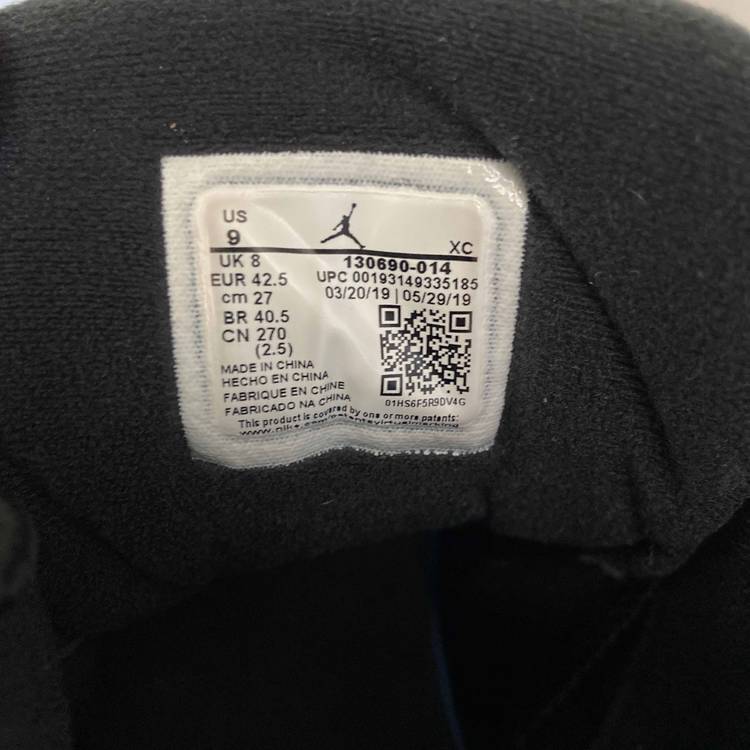 US
9
XC
UK 8
EUR 42.5
cm 27
BR 40.5
CN 270
(2.5)
130690-014
UPC 00193149335185
03/20/19 | 05/29/19
MADE IN CHINA
HECHO EN CHINA
FABRIQUE EN CHINE
FABRICADO NA CHINA
01HS6F5R9DV4G
This product is covered by one or more patents: